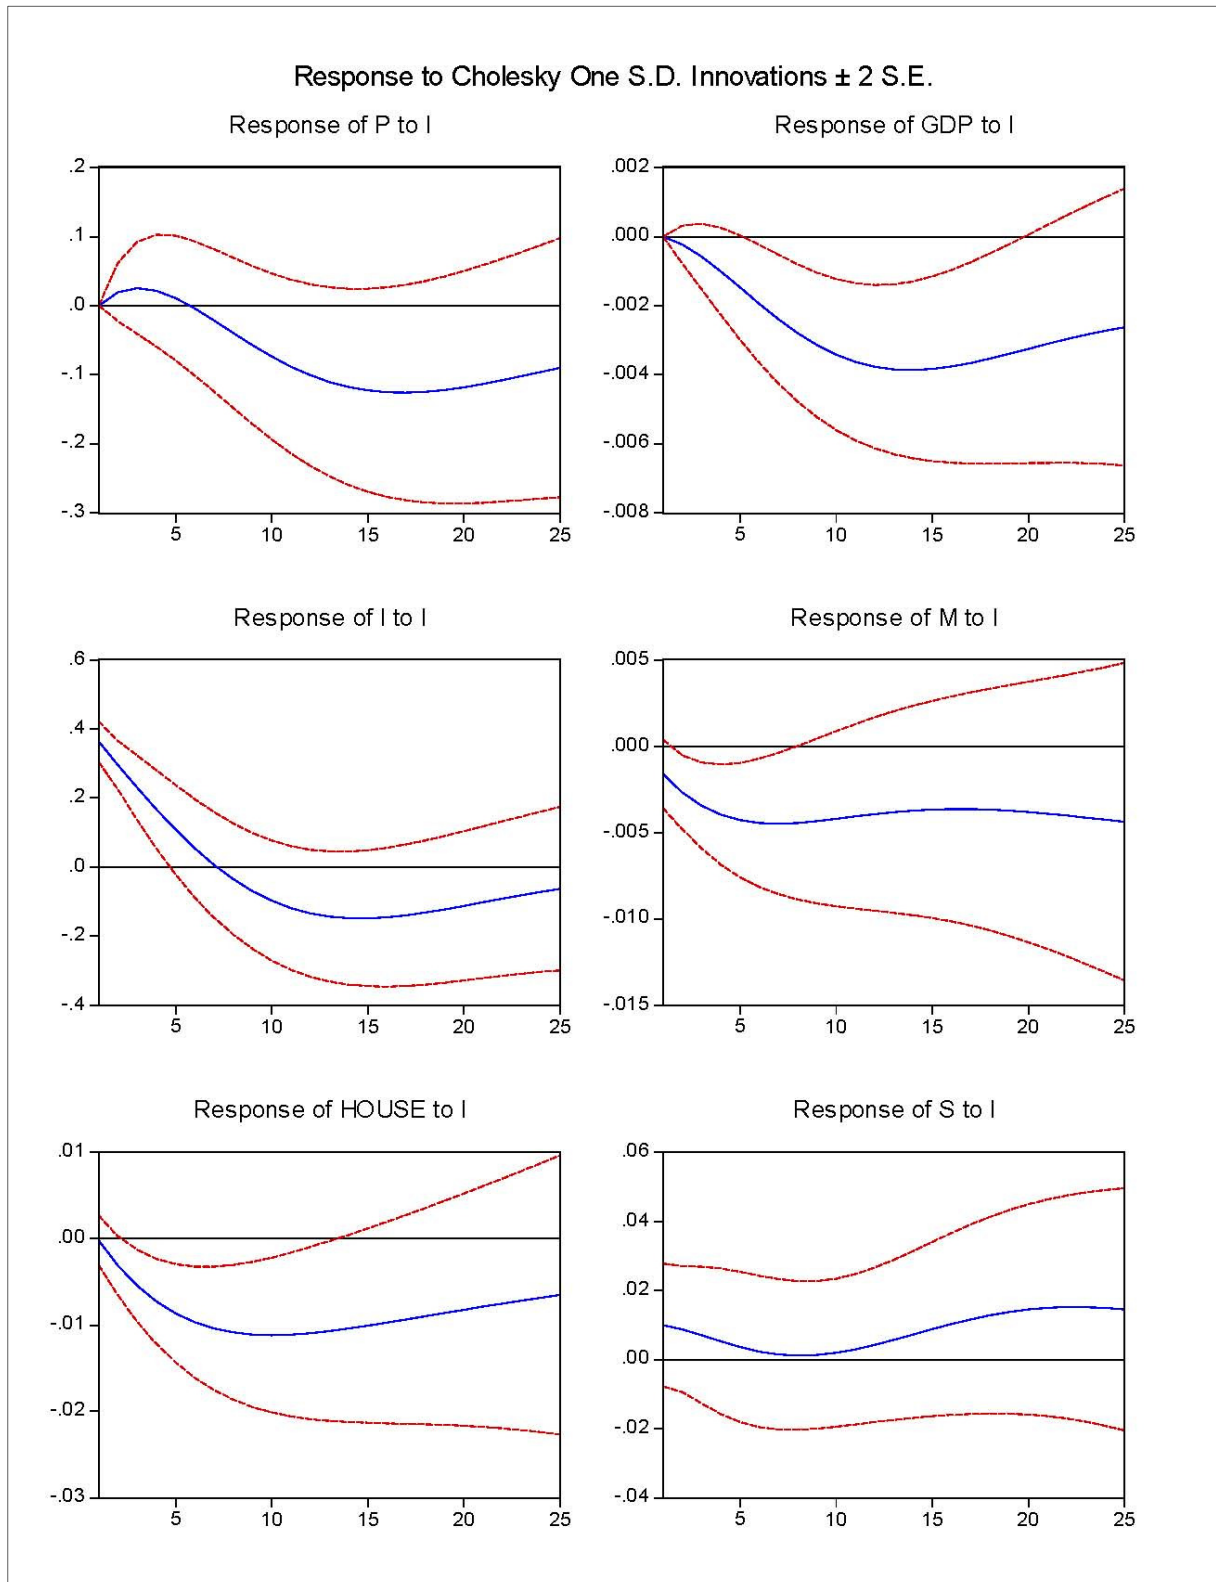 Response to Cholesky One S.D. Innovations ± 2 S.E.
Response of P to I
.2
.1
.0
-.1
-.2
-.3
5 10 15 20 25
Response of GDP to I
.002
.000
-.002
-.004
-.006
-.008
5 10 15 20 25
Response of I to I
.6
.4
.2
.0
-.2
-.4
5 10 15 20 25
Response of M to I
.005
.000
-.005
-.010
-.015
5 10 15 20 25
Response of HOUSE to I
.01
.00
-.01
-.02
-.03
5 10 15 20 25
Response of S to I
.06
.04
.02
.00
-.02
-.04
5 10 15 20 25